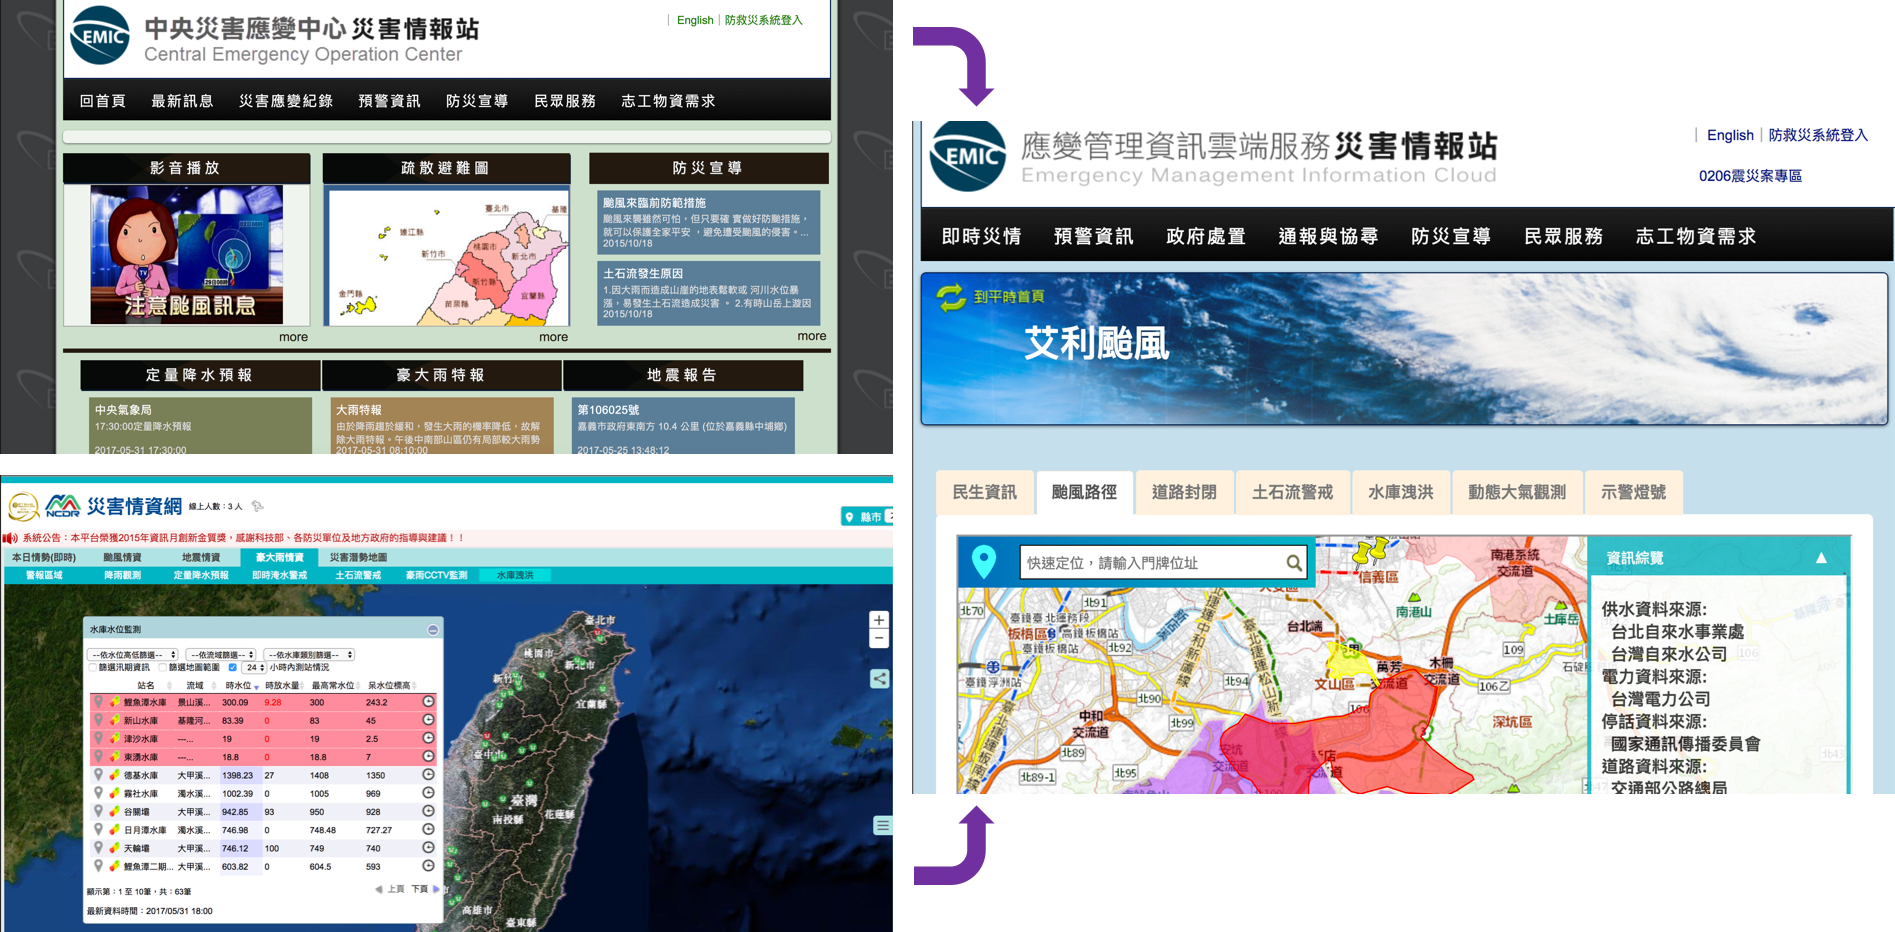 EMIC
中央災害應變中心 災害情報站
Central Emergency Operation Center
English
防救災系統登入
回首頁 最新訊息 災害應變紀錄 預警資訊 防災宣導 民眾服務 志工物資需求
影音播放
注意颱風訊息
more
疏散避難圖
臺北市
基隆
連江縣
桃園市
新竹市
新北市
金門縣
新竹縣
苗栗縣
宜蘭縣
more
防災宣導
颱風來臨前防範措施
颱風來襲雖然可怕，但只要確 實做好防颱措施，
就可以保護全家平安 ，避免遭受颱風的侵害。...
2015/10/18
土石流發生原因
1.因大雨而造成山崖的地表鬆軟或 河川水位暴
漲，易發生土石流造成災害 。 2.有時山岳上漩因
2015/10/18
more
定量降水預報
中央氣象局
17:30:00定量降水預報
2017-05-31 17:30:00
豪大雨特報
大雨特報
由於降雨趨於緩和，發生大雨的機率降低，故解
除大雨特報。午後中南部山區仍有局部較大雨勢
2017-05-31 08:10:00
地震報告
第106025號
嘉義市政府東南方 10.4 公里 (位於嘉義縣中埔鄉)
2017-05-25 13:48:12
NCDR
災害情資網
線上人數：3 人
縣市
系統公告：本平台榮獲2015年資訊月創新金質獎，感謝科技部、各防災單位及地方政府的指導與建議！！
本日情勢(即時) 颱風情資 地震情資 豪大雨情資 災害潛勢地圖
警報區域 降雨觀測 定量降水預報 即時淹水警戒 土石流警戒 豪雨CCTV監測 水庫洩洪
水庫水位監測
--依水位高低篩選-- --依流域篩選-- --依水庫類別篩選--
篩選汛期資訊 篩選地圖範圍 24 小時內測站情況
站名 流域 時水位 時放水量 最高常水位 呆水位標高
鯉魚潭水庫 景山溪... 300.09 9.28 300 243.2
新山水庫 基隆河... 83.39 0 83 45
津沙水庫 ---... 19 0 19 2.5
東湧水庫 ---... 18.8 0 18.8 7
德基水庫 大甲溪... 1398.23 27 1408 1350
霧社水庫 濁水溪... 1002.39 0 1005 969
谷關壩 大甲溪... 942.85 93 950 928
日月潭水庫 濁水溪... 746.98 0 748.48 727.27
天輪壩 大甲溪... 746.12 100 749 740
鯉魚潭二期... 大甲溪... 603.82 0 604.5 593
顯示第：1 至 10筆，共：63筆
上頁 下頁
最新資料時間：2017/05/31 18:00
臺北市
桃園市
新北市
新竹
宜蘭縣
臺中市
臺灣
花蓮縣
南投縣
高雄市
臺東縣
EMIC
應變管理資訊雲端服務 災害情報站
Emergency Management Information Cloud
English
防救災系統登入
0206震災案專區
即時災情 預警資訊 政府處置 通報與協尋 防災宣導 民眾服務 志工物資需求
到平時首頁
艾利颱風
民生資訊 颱風路徑 道路封閉 土石流警戒 水庫洩洪 動態大氣觀測 示警燈號
快速定位，請輸入門牌位址
信義區
南港系統
交流道
北70
北91
臺鐵臺北機務段
板橋區
高鐵板橋站
臺鐵板橋站
北92
臺鐵浮洲站
捷運中和新蘆線
捷運松山新
捷運板南線
台北端
南港山
土庫岳
萬芳
交流道
木柵
交流道
109
石碇
文山區
北94
106乙
106
北90
中和
交流道
北99
深坑區
北89
安坑
交流道
新店
交流道
3
北89-1
北95
資訊綜覽
供水資料來源:
台北自來水事業處
台灣自來水公司
電力資料來源:
台灣電力公司
停話資料來源:
國家通訊傳播委員會
道路資料來源:
交通部公路總局
106
北43